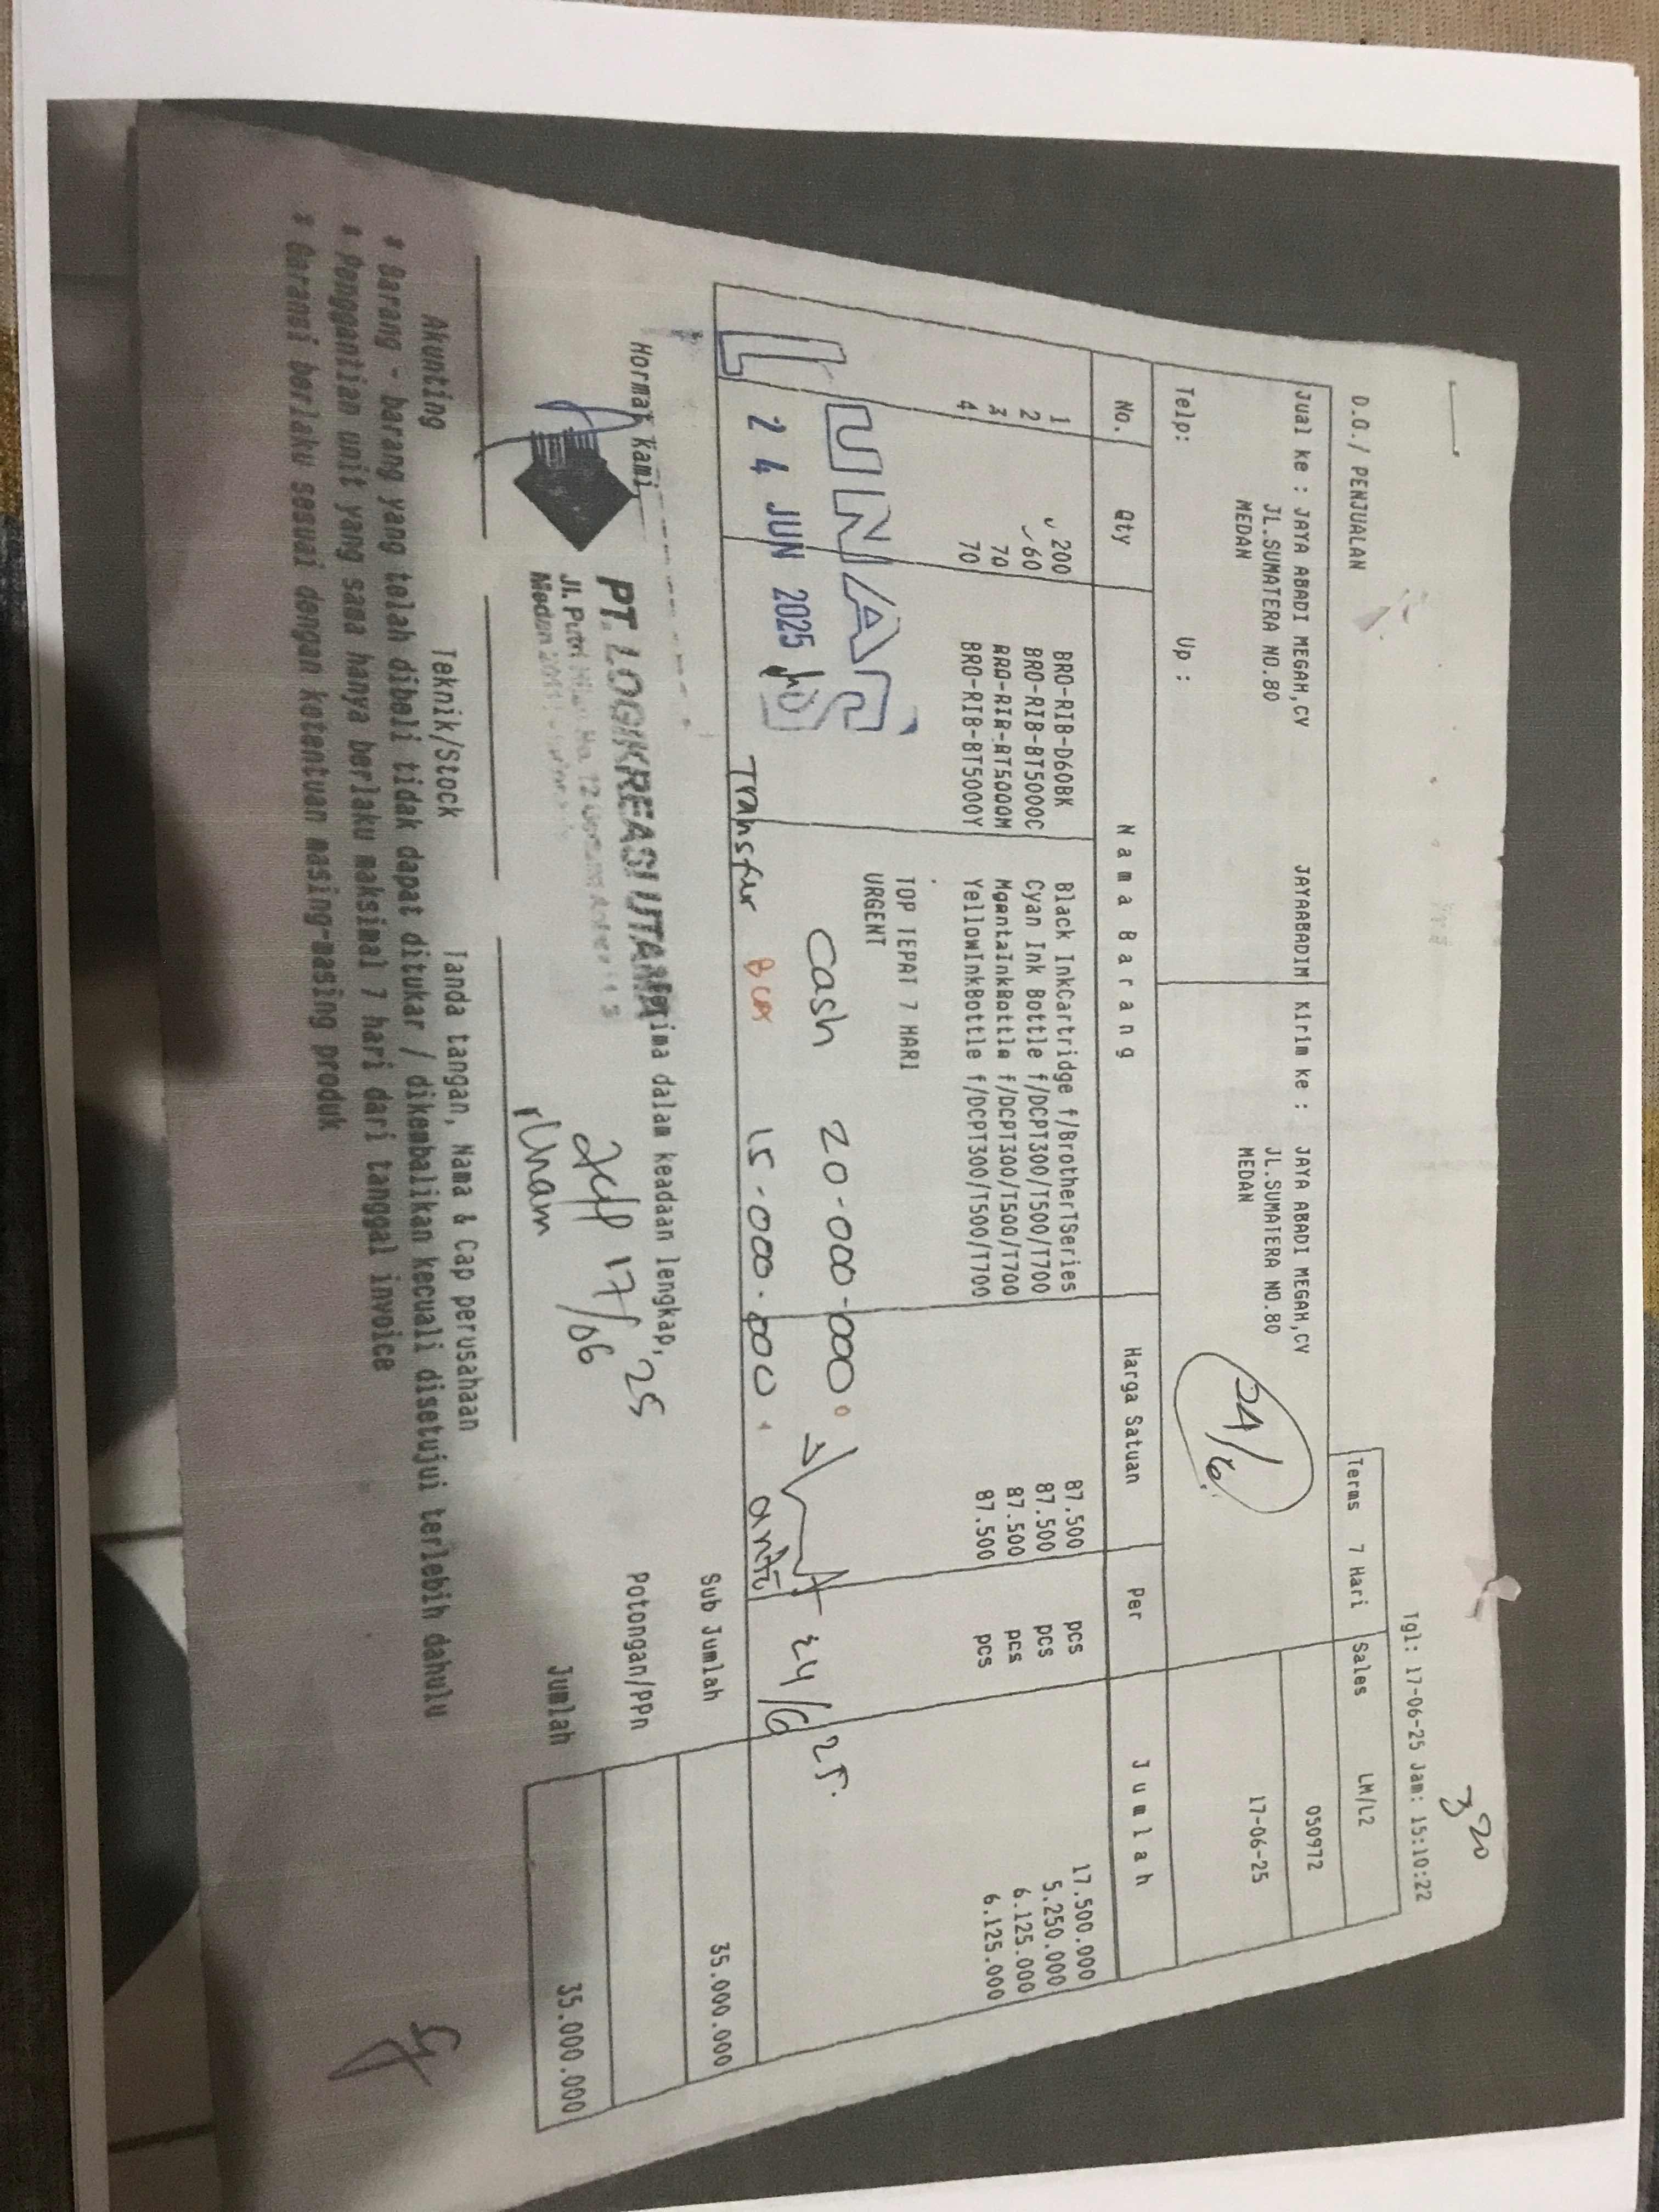 320
Tgl: 17-06-25 Jam: 15:10:22
D.O./ PENJUALAN
Terms 7 Hari Sales LM/L2
Jual ke : JAYA ABADI MEGAH,CV JAYAABADIM Kirim ke : JAYA ABADI MEGAH,CV 050972
JL.SUMATERA NO.80 JL.SUMATERA NO.80
MEDAN MEDAN 17-06-25
24/6
Telp: Up :
No. Qty Nama Barang Harga Satuan Per Jumlah
1 200 BRO-RIB-D60BK Black InkCartridge f/BrotherTSeries 87.500 pcs 17.500.000
2 60 BRO-RIB-BT5000C Cyan Ink Bottle f/DCPT300/T500/T700 87.500 pcs 5.250.000
3 70 BRO-RIB-BT5000M MgentaInkBottle f/DCPT300/T500/T700 87.500 pcs 6.125.000
4 70 BRO-RIB-BT5000Y YellowInkBottle f/DCPT300/T500/T700 87.500 pcs 6.125.000
TOP TEPAT 7 HARI
URGENT
LUNAS
Cash 20.000.000
24 JUN 2025
Transfer BCA 15.000.000. 24/6 25.
Sub Jumlah 35.000.000
Hormat Kami, terima dalam keadaan lengkap,
Potongan/PPn
PT. LOGIKREASI UTAMA
Jl. Putri Hijau No. 12
Medan
17/06 25
Jumlah 35.000.000
Akunting Teknik/Stock Tanda tangan, Nama & Cap perusahaan
* Barang - barang yang telah dibeli tidak dapat ditukar / dikembalikan kecuali disetujui terlebih dahulu
* Penggantian unit yang sama hanya berlaku maksimal 7 hari dari tanggal invoice
* Garansi berlaku sesuai dengan ketentuan masing-masing produk